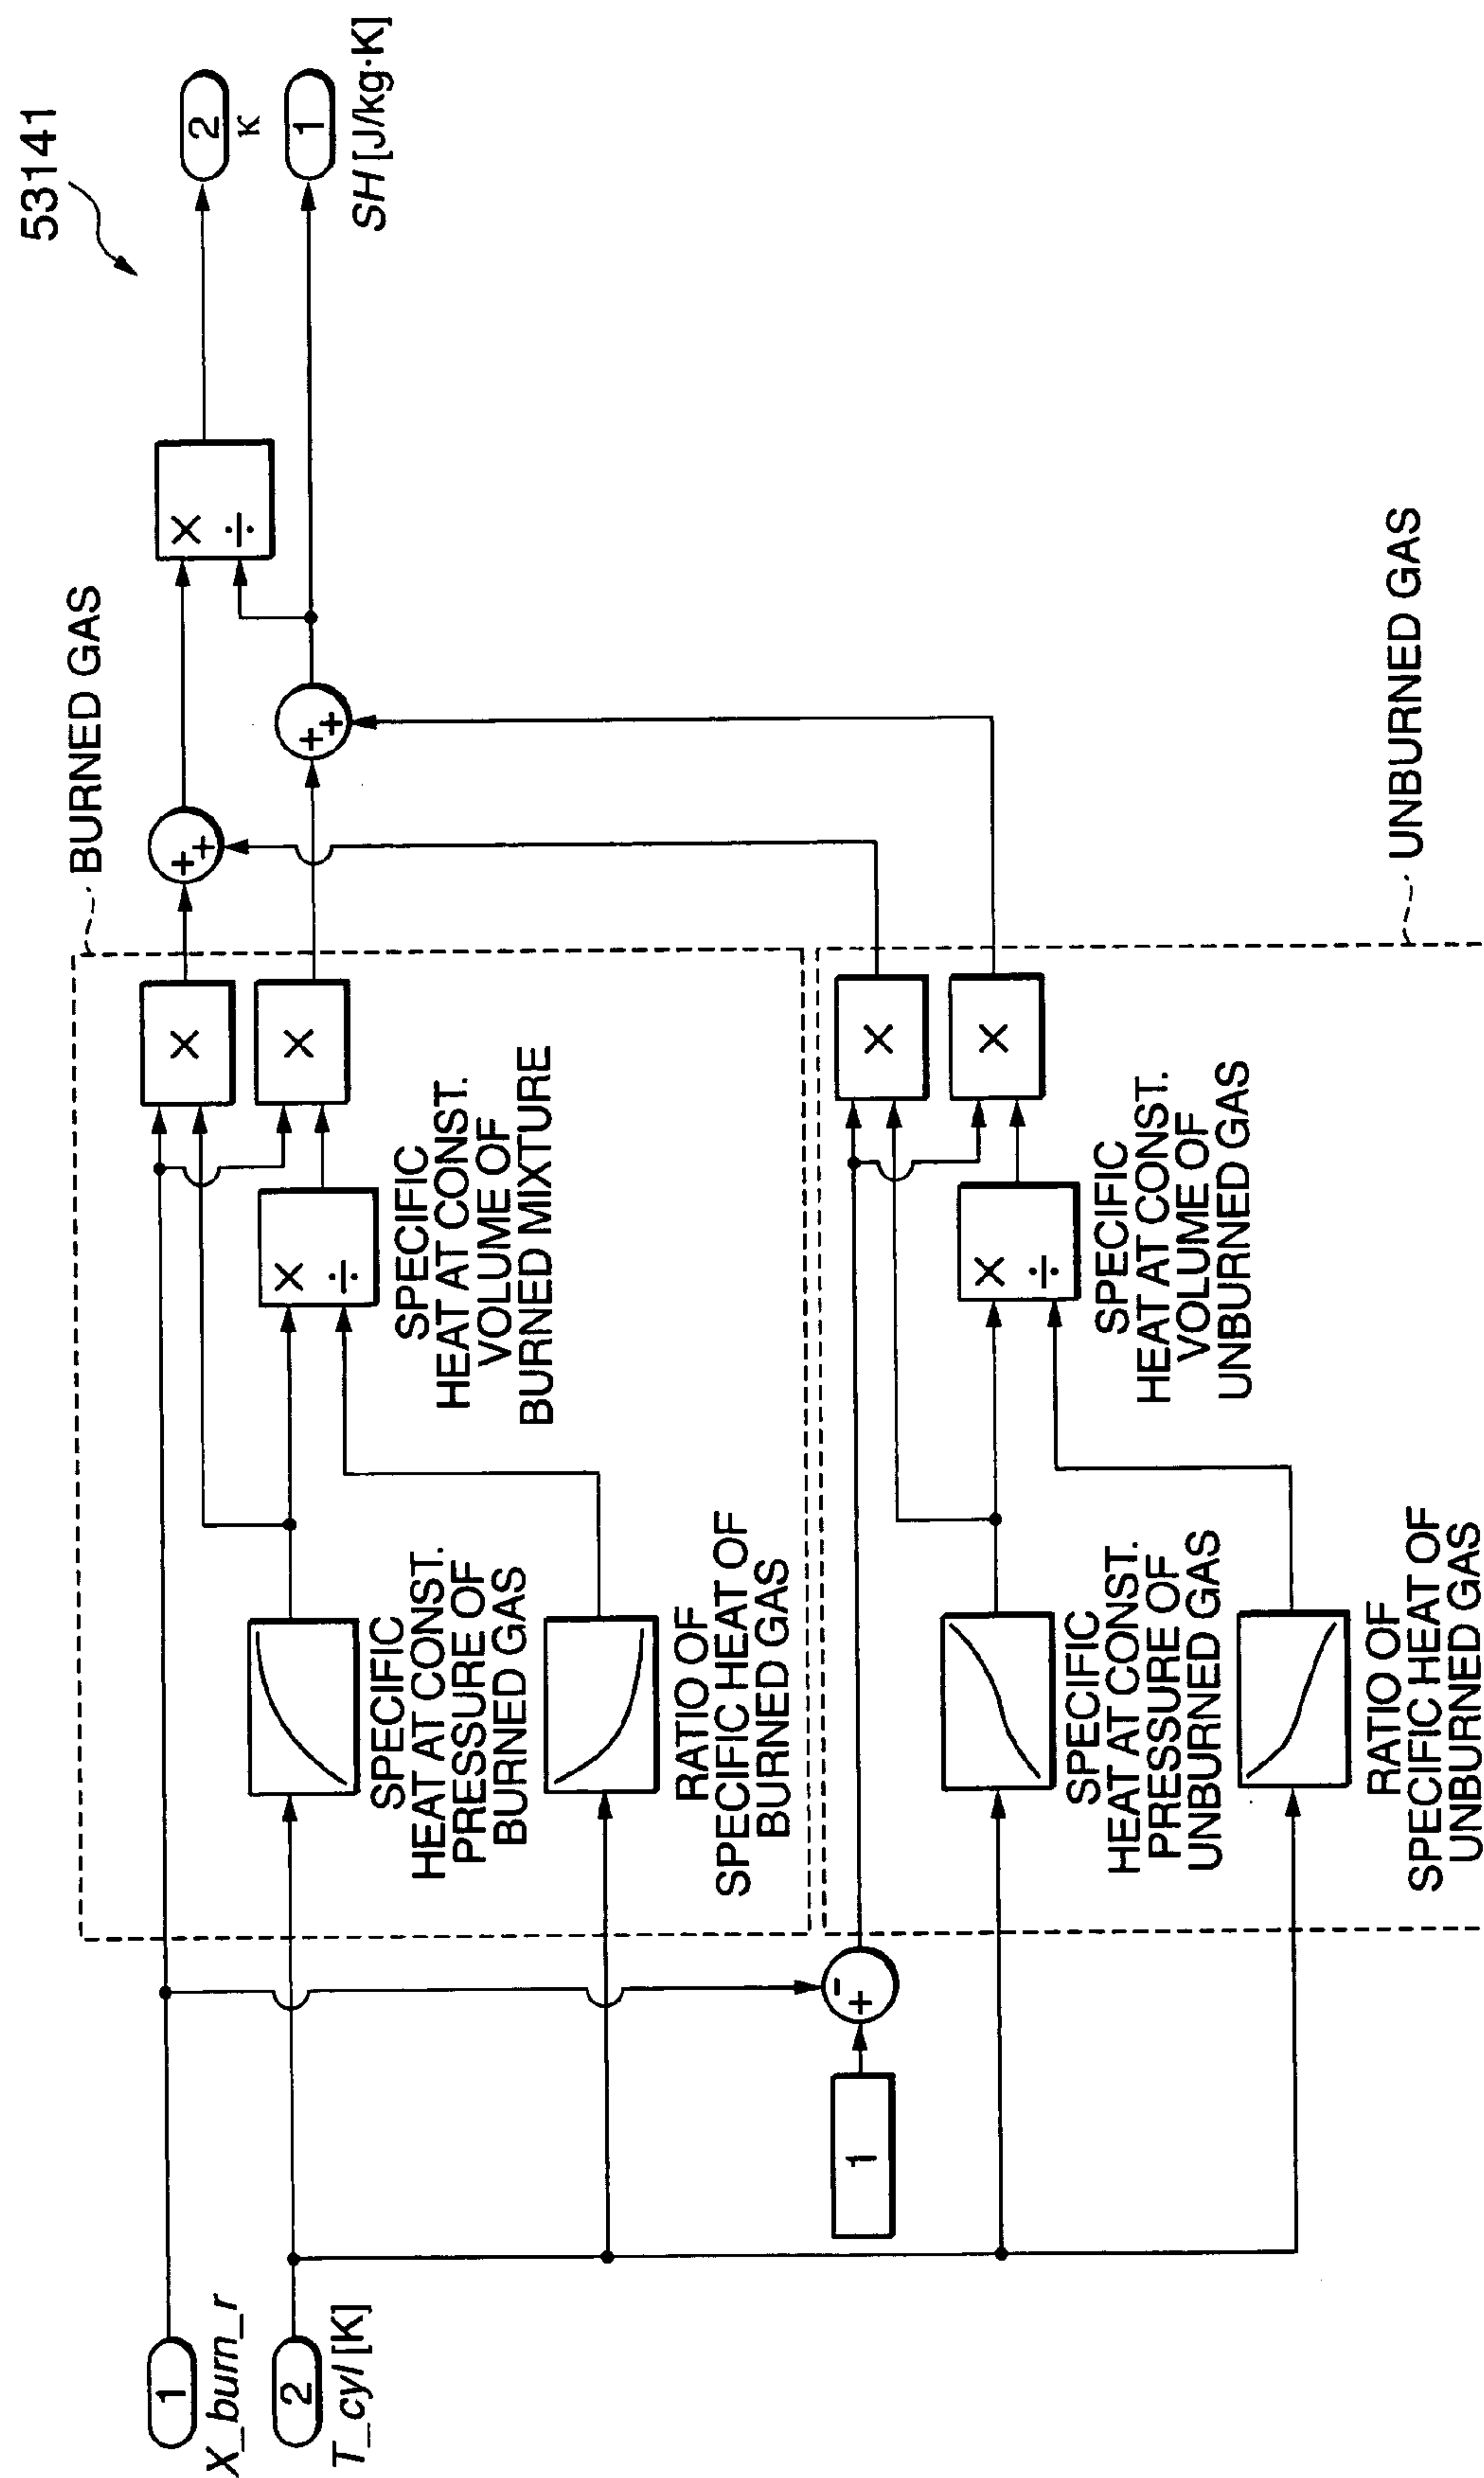 53141
1
X_burn_r
2
T_cyl [K]
1
BURNED GAS
SPECIFIC
HEAT AT CONST.
PRESSURE OF
BURNED GAS
RATIO OF
SPECIFIC HEAT OF
BURNED GAS
×
÷
SPECIFIC
HEAT AT CONST.
VOLUME OF
BURNED MIXTURE
×
×
-
+
UNBURNED GAS
SPECIFIC
HEAT AT CONST.
PRESSURE OF
UNBURNED GAS
RATIO OF
SPECIFIC HEAT OF
UNBURNED GAS
×
÷
SPECIFIC
HEAT AT CONST.
VOLUME OF
UNBURNED GAS
×
×
+
+
+
+
×
÷
2
κ
1
SH [J/kg·K]